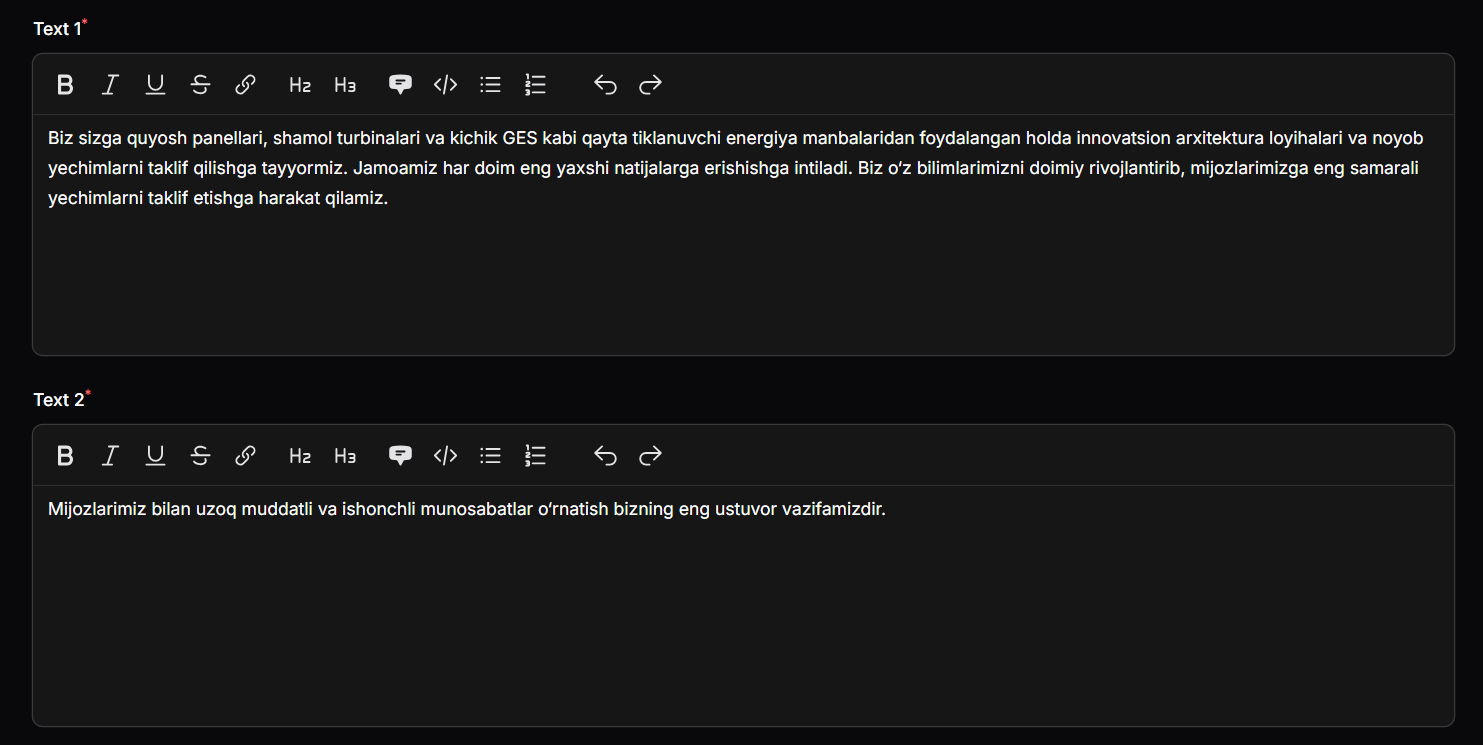 Text 1*
B I U S H2 H3
Biz sizga quyosh panellari, shamol turbinalari va kichik GES kabi qayta tiklanuvchi energiya manbalaridan foydalangan holda innovatsion arxitektura loyihalari va noyob
yechimlarni taklif qilishga tayyormiz. Jamoamiz har doim eng yaxshi natijalarga erishishga intiladi. Biz o‘z bilimlarimizni doimiy rivojlantirib, mijozlarimizga eng samarali
yechimlarni taklif etishga harakat qilamiz.
Text 2*
B I U S H2 H3
Mijozlarimiz bilan uzoq muddatli va ishonchli munosabatlar o‘rnatish bizning eng ustuvor vazifamizdir.